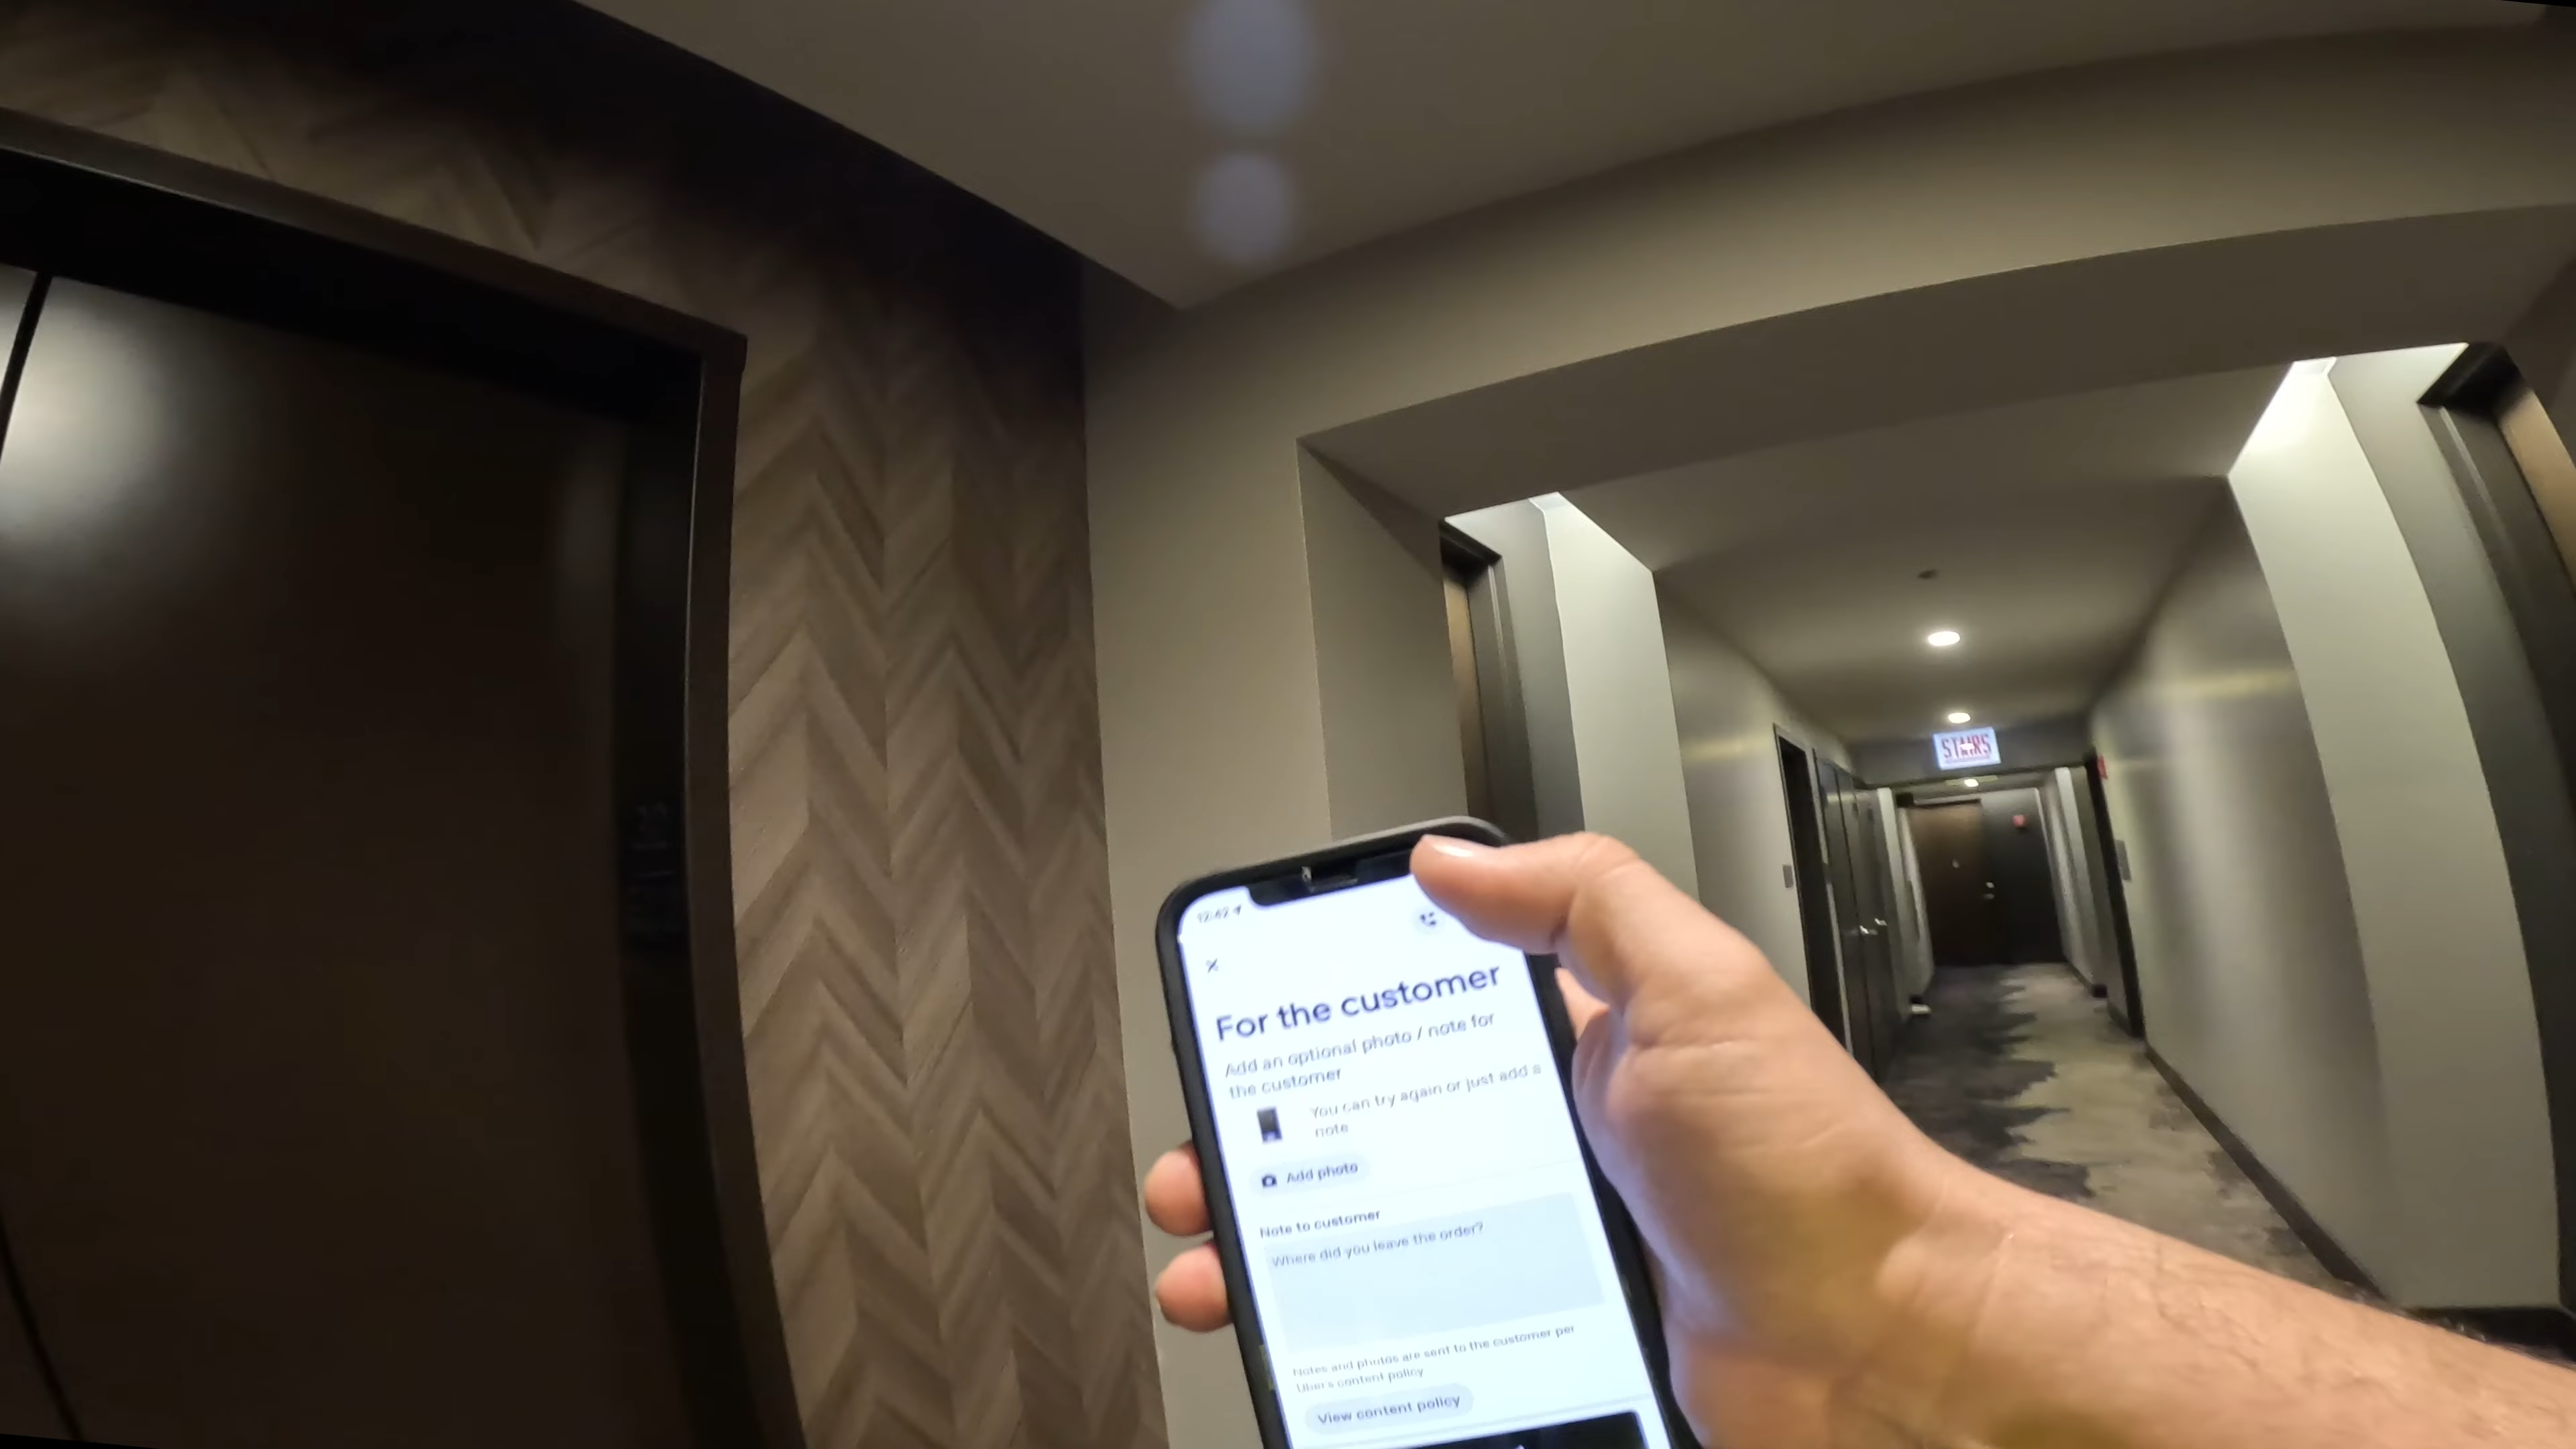 STAIRS
12:42
For the customer
Add an optional photo / note for
the customer
You can try again or just add a
note
Add photo
Note to customer
Where did you leave the order?
Notes and photos are sent to the customer per
Uber's content policy
View content policy